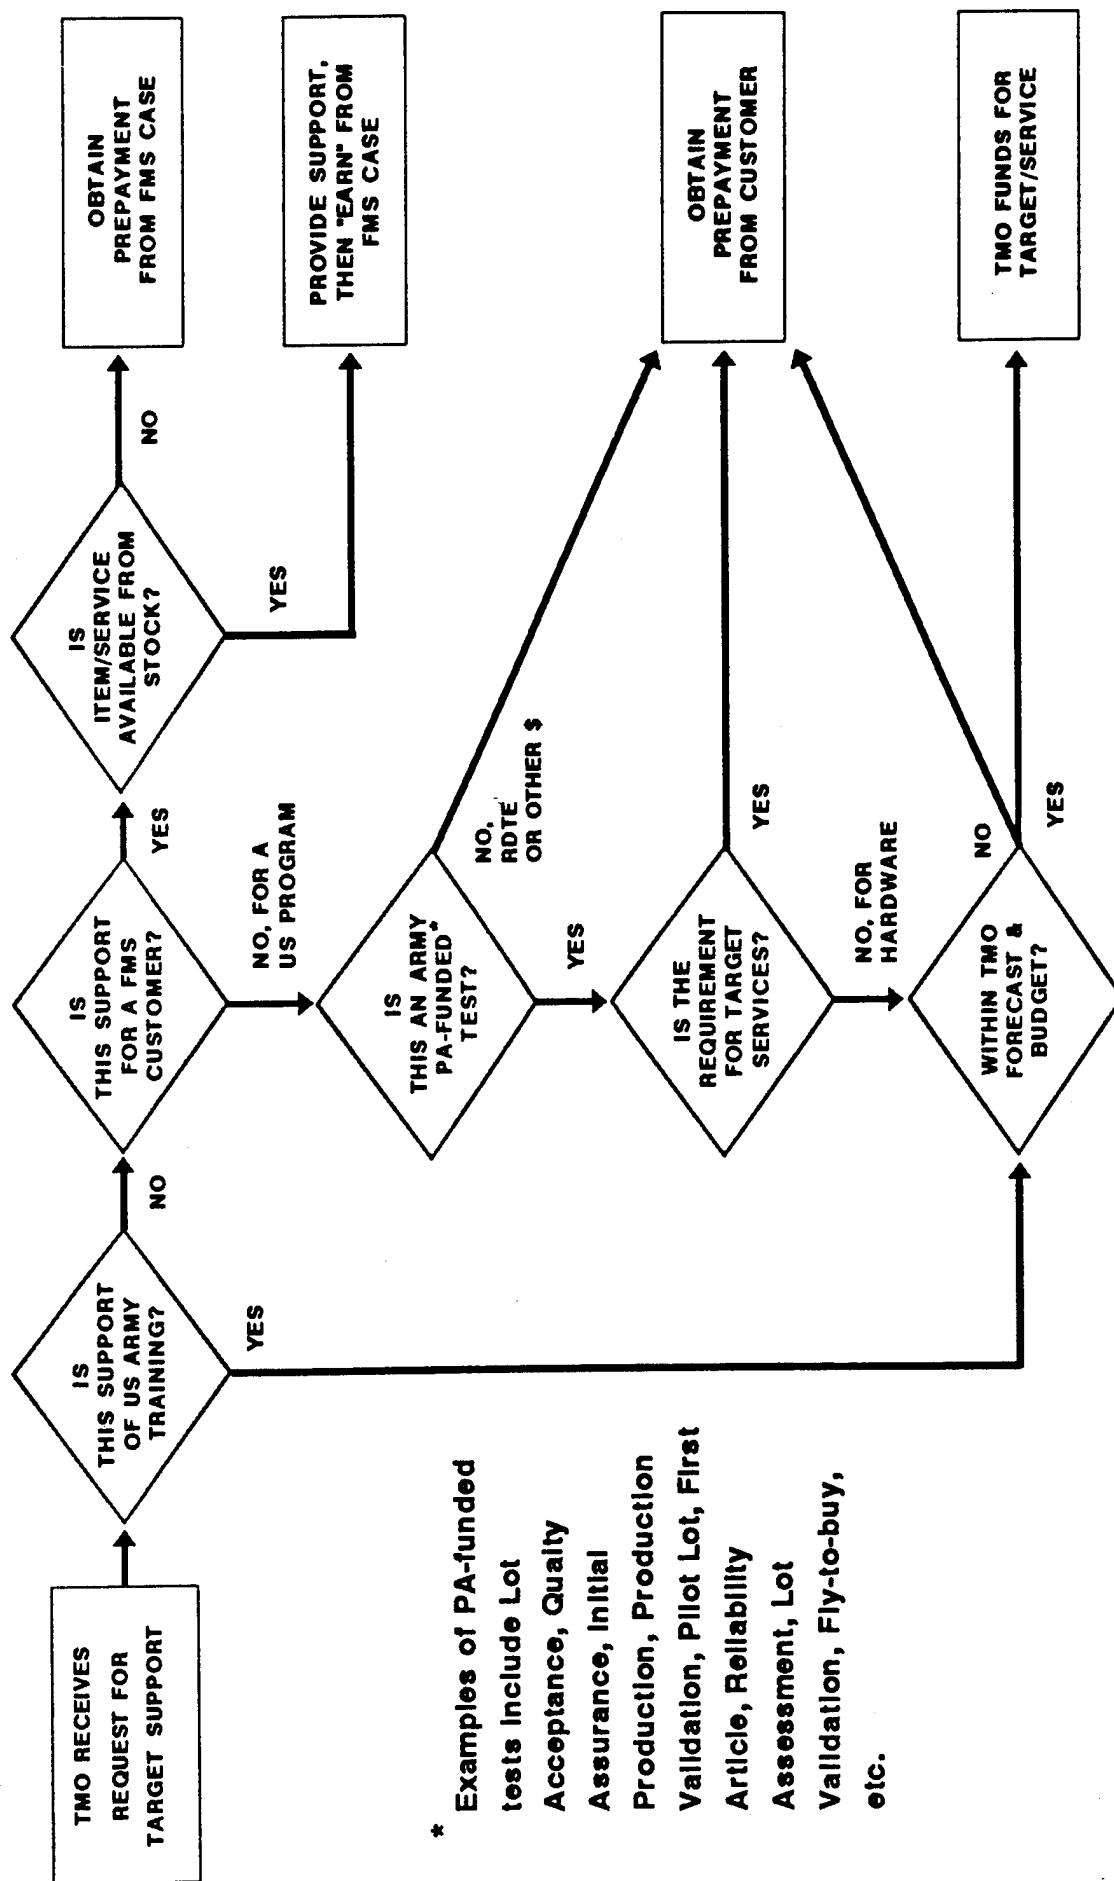 TMO RECEIVES
REQUEST FOR
TARGET SUPPORT
IS
THIS SUPPORT
OF US ARMY
TRAINING?
NO
YES
IS
THIS SUPPORT
FOR A FMS
CUSTOMER?
YES
NO, FOR A
US PROGRAM
IS
ITEM/SERVICE
AVAILABLE FROM
STOCK?
NO
YES
OBTAIN
PREPAYMENT
FROM FMS CASE
PROVIDE SUPPORT,
THEN "EARN" FROM
FMS CASE
IS
THIS AN ARMY
PA-FUNDED*
TEST?
NO,
RDTE
OR OTHER $
YES
IS THE
REQUIREMENT
FOR TARGET
SERVICES?
YES
NO, FOR
HARDWARE
OBTAIN
PREPAYMENT
FROM CUSTOMER
WITHIN TMO
FORECAST &
BUDGET?
NO
YES
TMO FUNDS FOR
TARGET/SERVICE
*
Examples of PA-funded
tests include Lot
Acceptance, Quaity
Assurance, Initial
Production, Production
Validation, Pilot Lot, First
Article, Reliability
Assessment, Lot
Validation, Fly-to-buy,
etc.